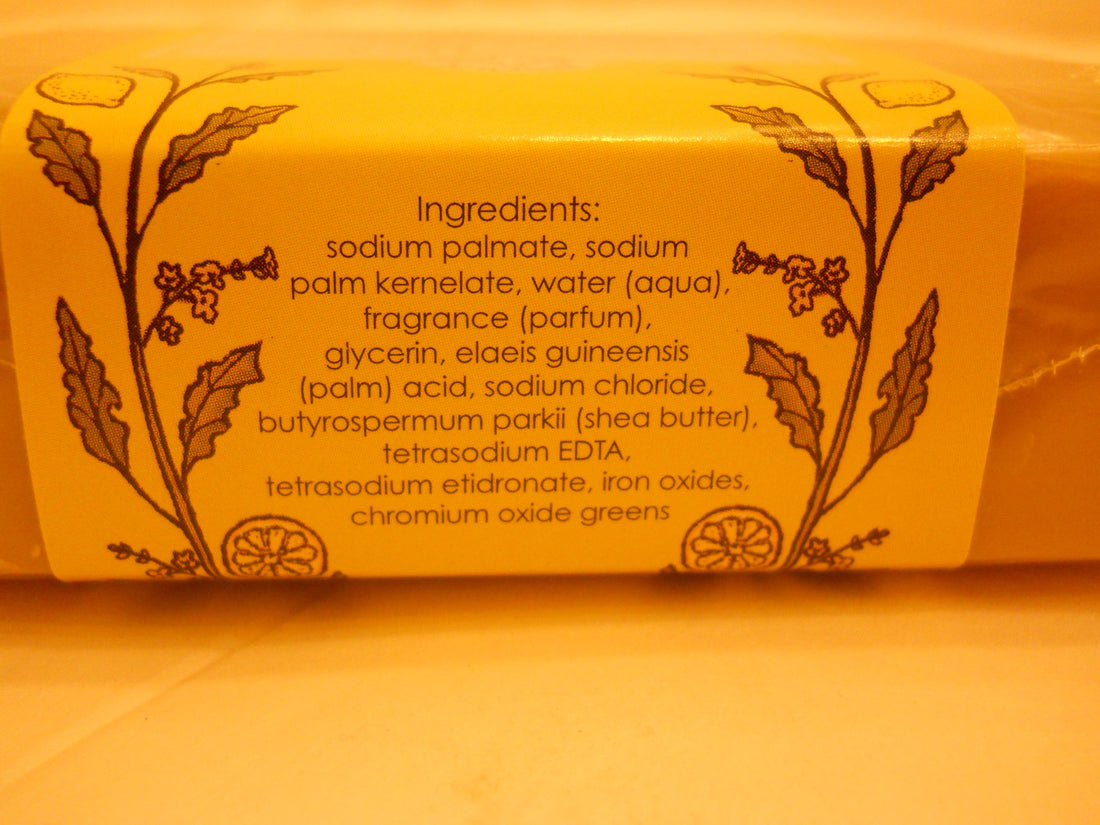 Ingredients:
sodium palmate, sodium
palm kernelate, water (aqua),
fragrance (parfum),
glycerin, elaeis guineensis
(palm) acid, sodium chloride,
butyrospermum parkii (shea butter),
tetrasodium EDTA,
tetrasodium etidronate, iron oxides,
chromium oxide greens